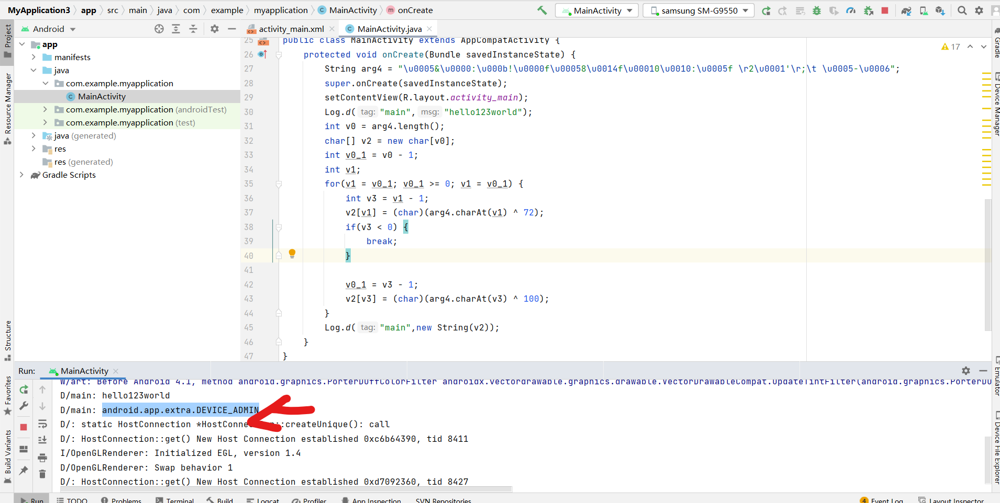 MyApplication3 app src main java com example myapplication MainActivity onCreate MainActivity samsung SM-G9550
Android
activity_main.xml MainActivity.java
Project
Resource Manager
Structure
Favorites
Build Variants
app
manifests
java
com.example.myapplication
MainActivity
com.example.myapplication (androidTest)
com.example.myapplication (test)
java (generated)
res
res (generated)
Gradle Scripts
17
25 public class MainActivity extends AppCompatActivity {
26 protected void onCreate(Bundle savedInstanceState) {
27 String arg4 = "\u0005&\u0000:\u000b!\u0000f\u00058\u0014f\u00010\u0010:\u0005f \r2\u0001'\r;\t \u0005-\u0006";
28 super.onCreate(savedInstanceState);
29 setContentView(R.layout.activity_main);
30 Log.d( tag: "main", msg: "hello123world");
31 int v0 = arg4.length();
32 char[] v2 = new char[v0];
33 int v0_1 = v0 - 1;
34 int v1;
35 for(v1 = v0_1; v0_1 >= 0; v1 = v0_1) {
36 int v3 = v1 - 1;
37 v2[v1] = (char)(arg4.charAt(v1) ^ 72);
38 if(v3 < 0) {
39 break;
40 }
41
42 v0_1 = v3 - 1;
43 v2[v3] = (char)(arg4.charAt(v3) ^ 100);
44 }
45 Log.d( tag: "main",new String(v2));
46 }
47 }
Gradle
Device Manager
Emulator
Device File Explorer
Run: MainActivity
W/art: Before Android 4.1, method android.graphics.PorterDuffColorFilter androidx.vectordrawable.graphics.drawable.VectorDrawableCompat.updateTintFilter(android.graphics.PorterDu
D/main: hello123world
D/main: android.app.extra.DEVICE_ADMIN
D/: static HostConnection *HostConne n::createUnique(): call
D/: HostConnection::get() New Host Connection established 0xc6b64390, tid 8411
I/OpenGLRenderer: Initialized EGL, version 1.4
D/OpenGLRenderer: Swap behavior 1
D/: HostConnection::get() New Host Connection established 0xd7092360, tid 8427
Run TODO Problems Terminal Build Logcat Profiler App Inspection SVN Repositories 4 Event Log Layout Inspector